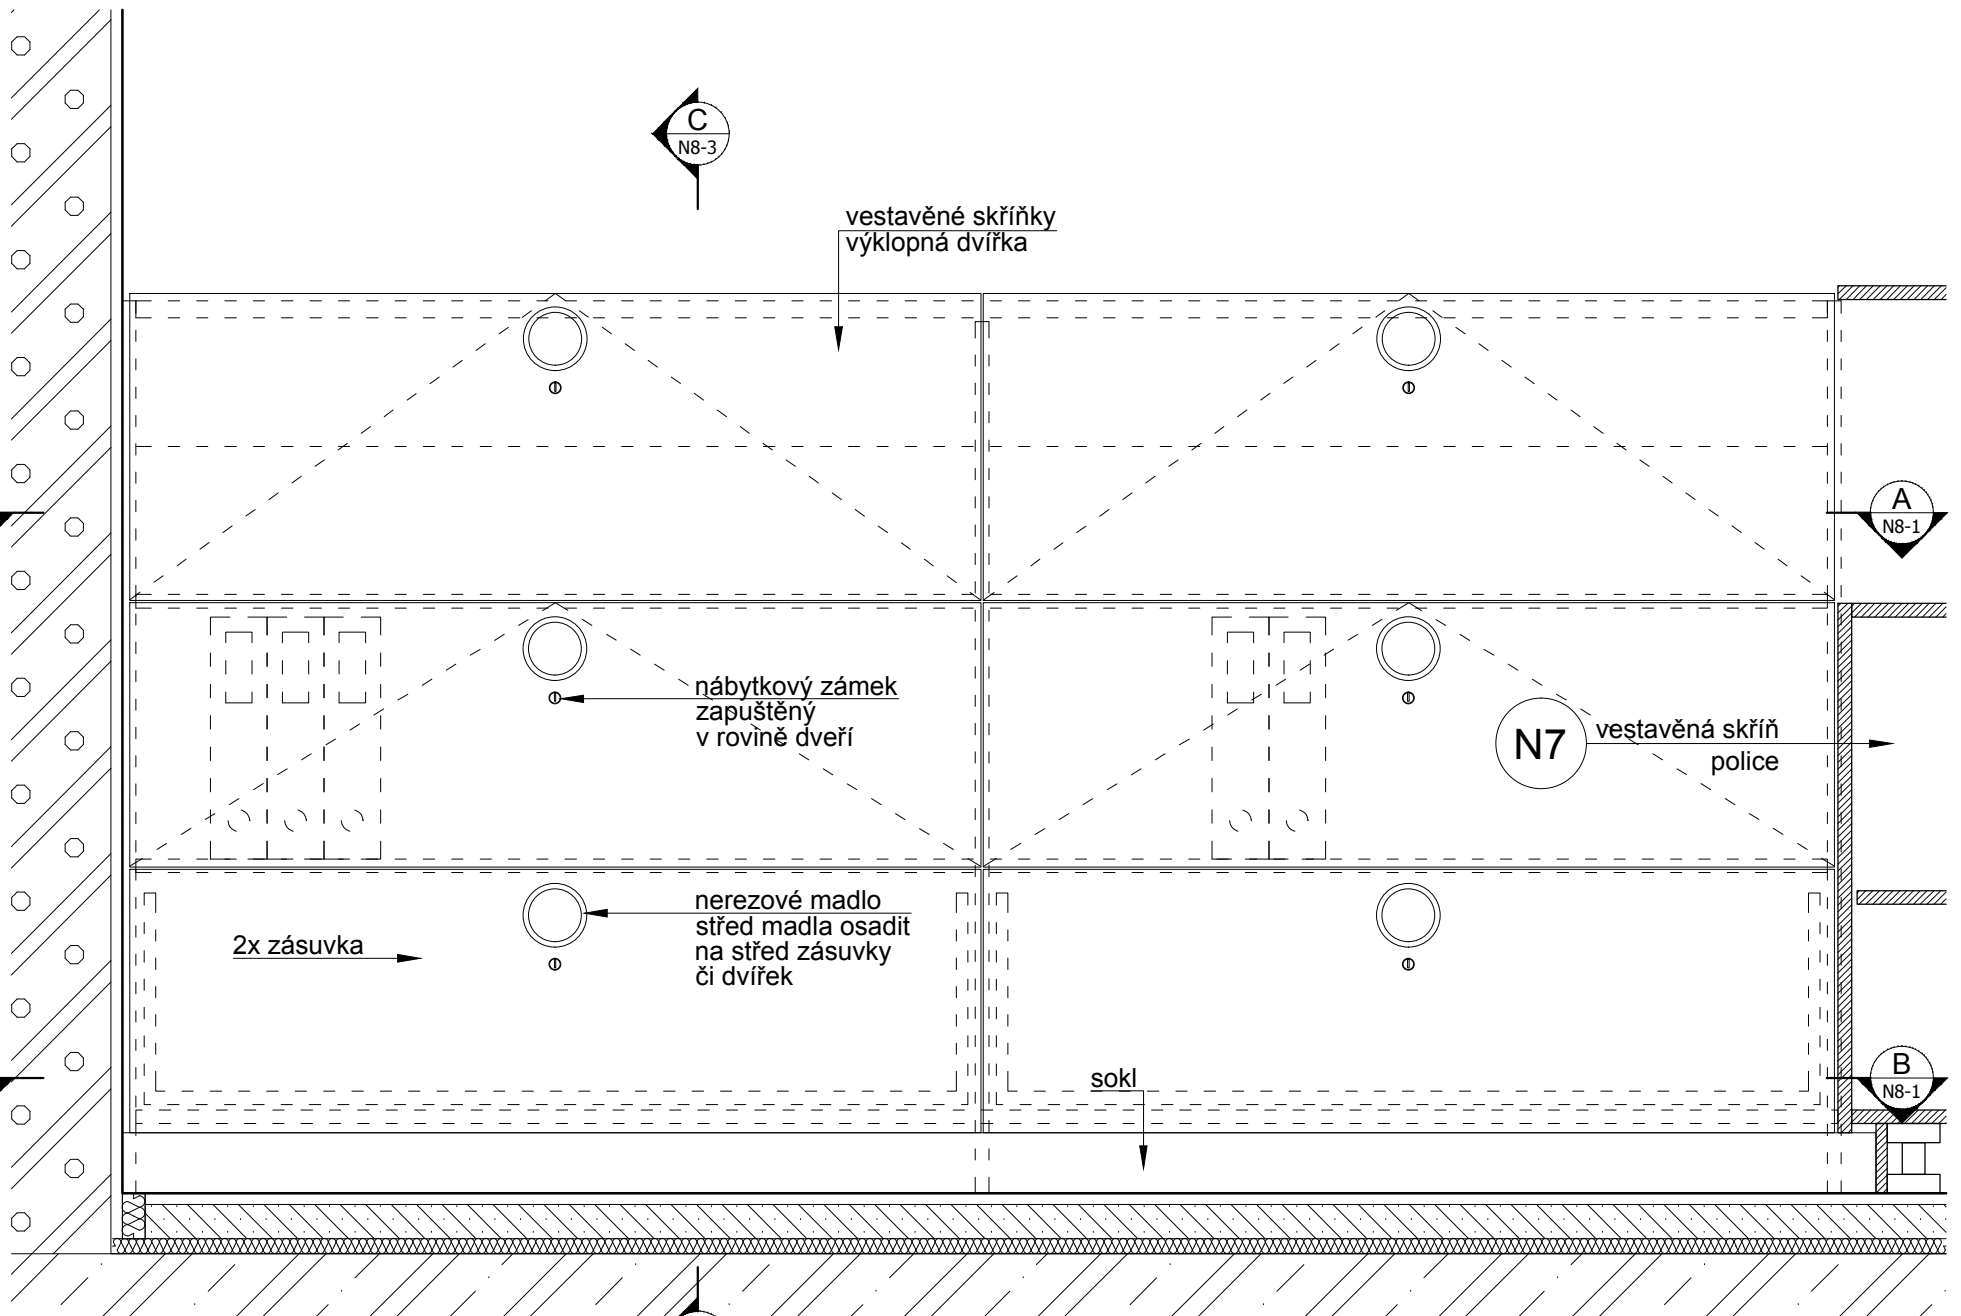 C
N8-3
vestavěné skříňky
výklopná dvířka
A
N8-1
nábytkový zámek
zapuštěný
v rovině dveří
N7
vestavěná skříň
police
nerezové madlo
střed madla osadit
na střed zásuvky
či dvířek
2x zásuvka
sokl
B
N8-1